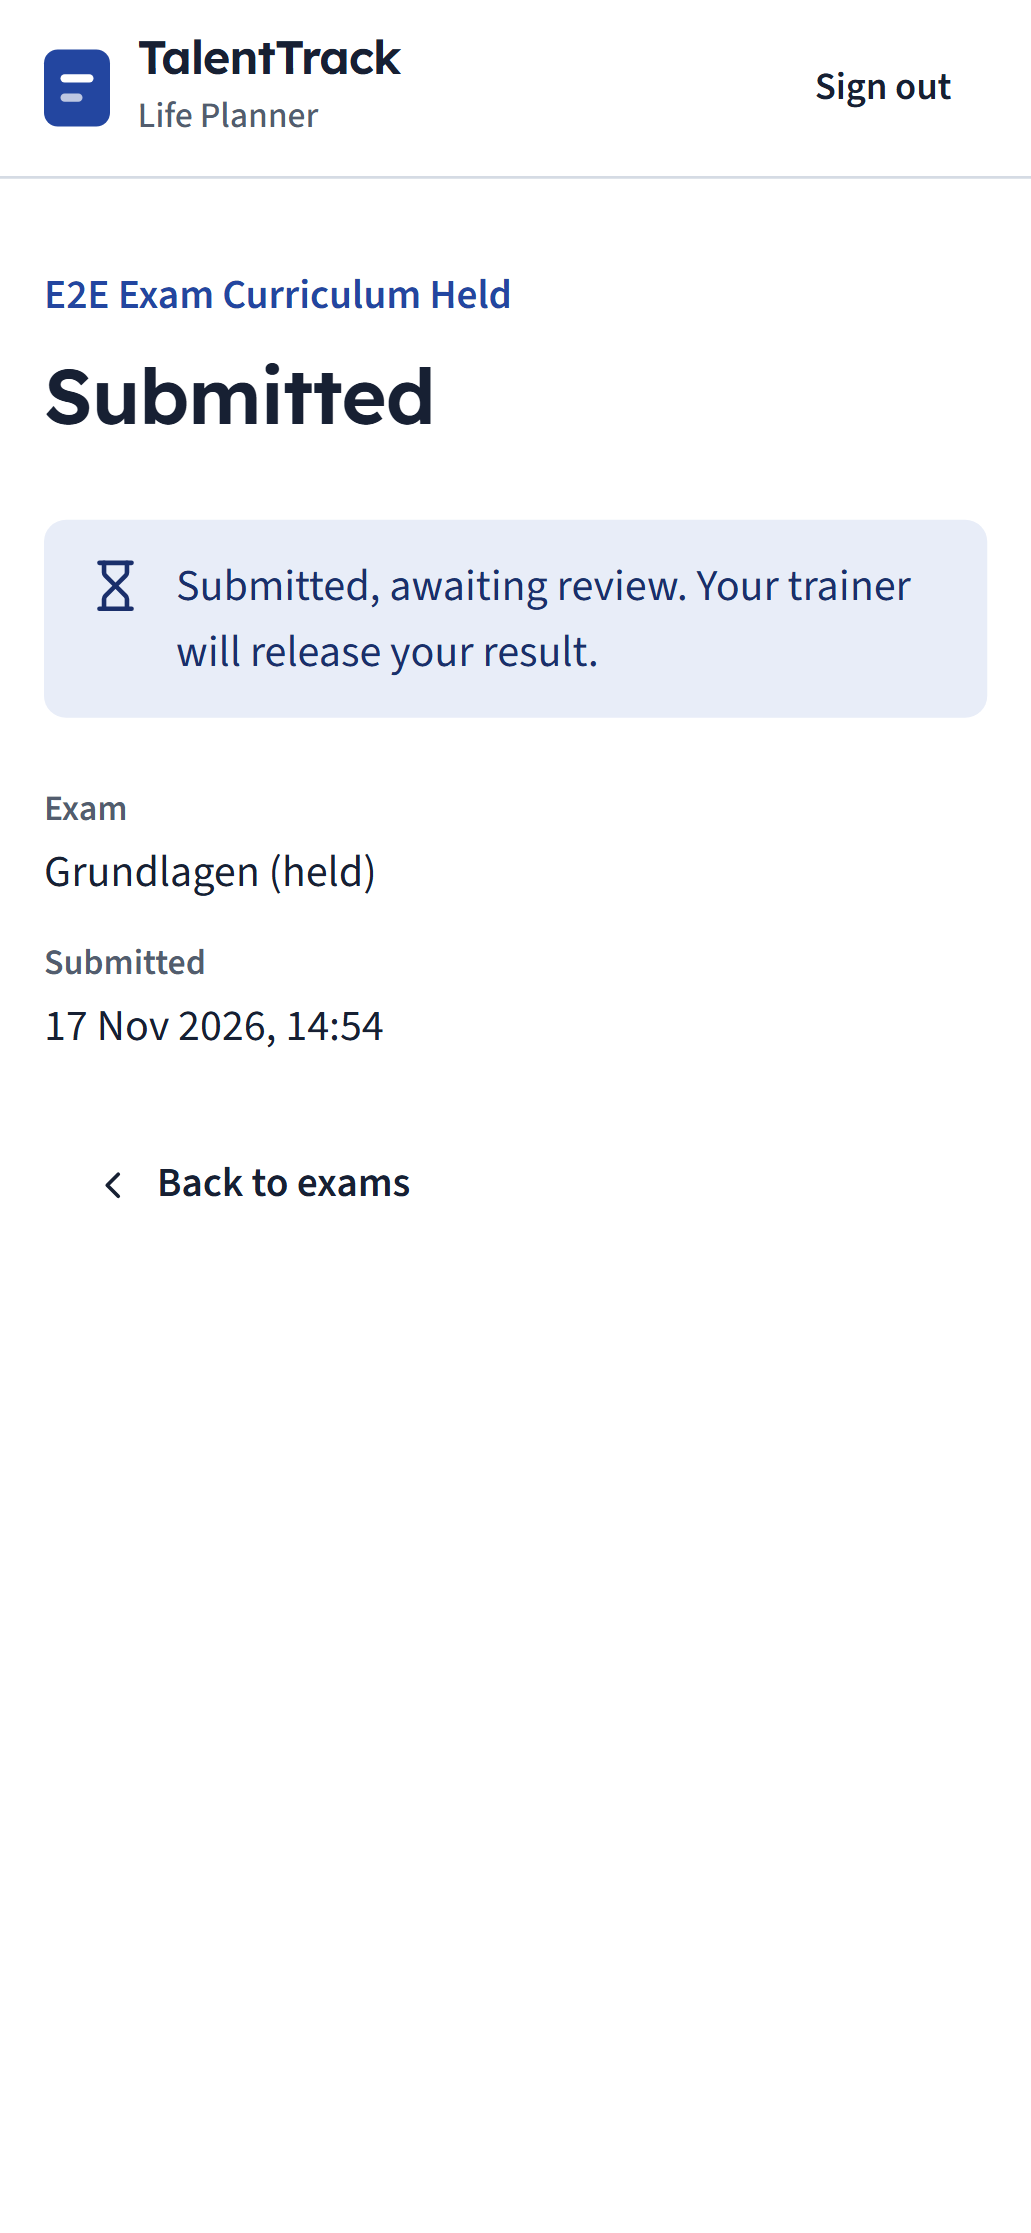 TalentTrack
Life Planner
Sign out
E2E Exam Curriculum Held
Submitted
Submitted, awaiting review. Your trainer
will release your result.
Exam
Grundlagen (held)
Submitted
17 Nov 2026, 14:54
Back to exams